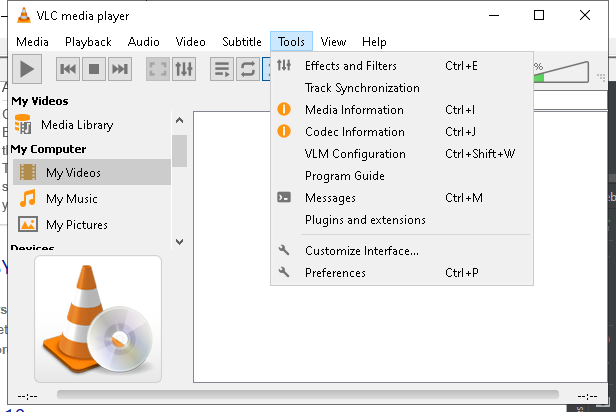 VLC media player
Media Playback Audio Video Subtitle Tools View Help
%
My Videos
Media Library
My Computer
My Videos
My Music
My Pictures
Devices
Effects and Filters Ctrl+E
Track Synchronization
Media Information Ctrl+I
Codec Information Ctrl+J
VLM Configuration Ctrl+Shift+W
Program Guide
Messages Ctrl+M
Plugins and extensions
Customize Interface...
Preferences Ctrl+P
--:-- --:--